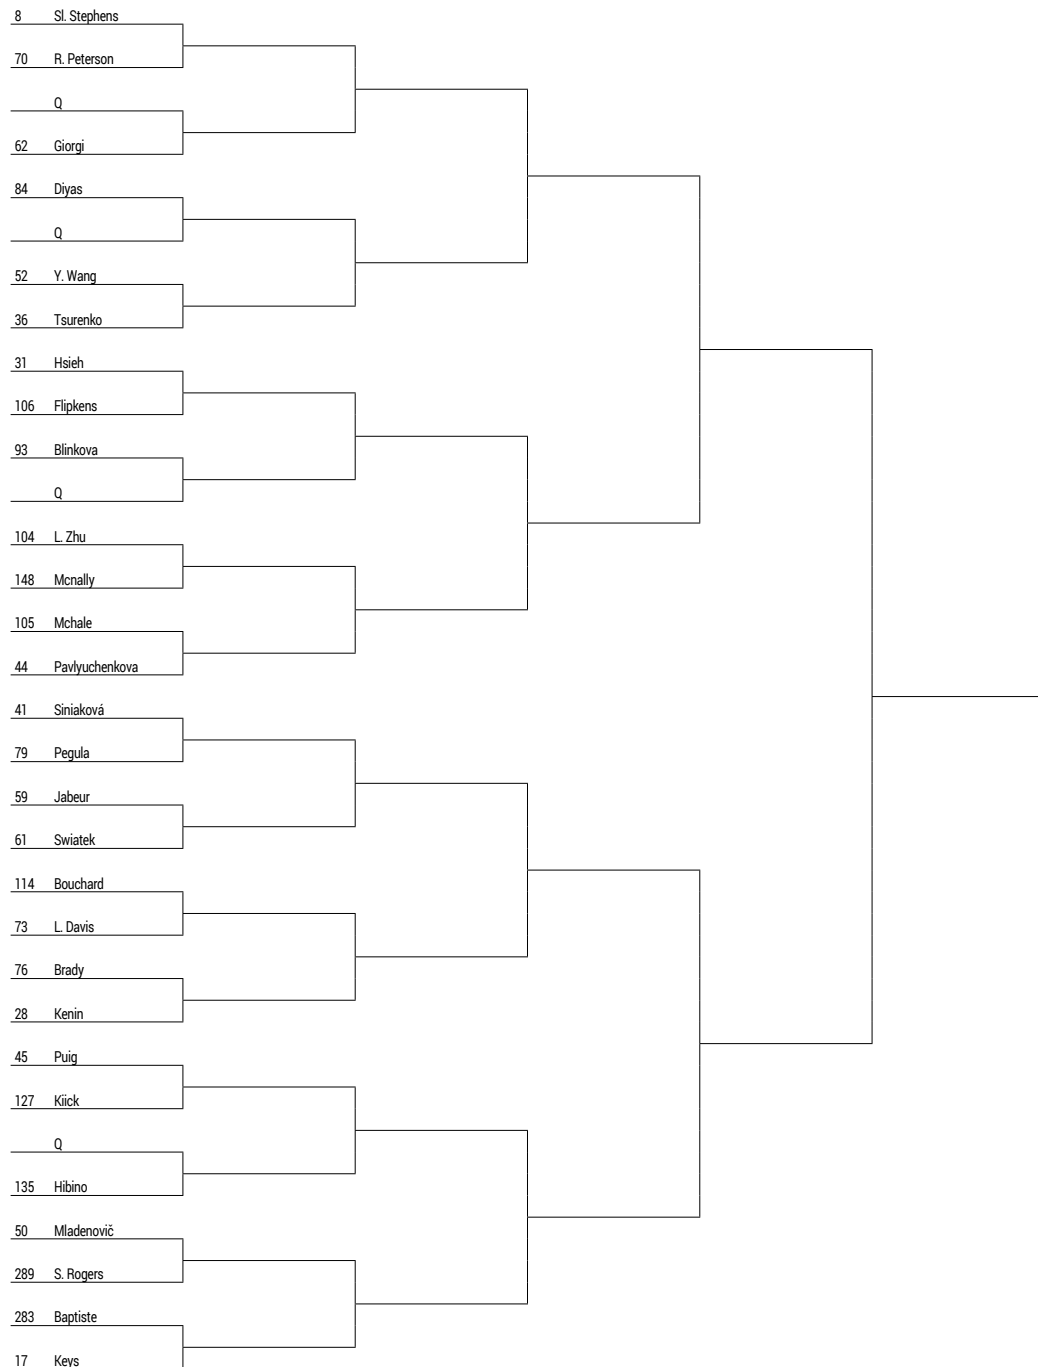 8 Sl. Stephens
70 R. Peterson
Q
62 Giorgi
84 Diyas
Q
52 Y. Wang
36 Tsurenko
31 Hsieh
106 Flipkens
93 Blinkova
Q
104 L. Zhu
148 Mcnally
105 Mchale
44 Pavlyuchenkova
41 Siniaková
79 Pegula
59 Jabeur
61 Swiatek
114 Bouchard
73 L. Davis
76 Brady
28 Kenin
45 Puig
127 Kiick
Q
135 Hibino
50 Mladenovič
289 S. Rogers
283 Baptiste
17 Keys